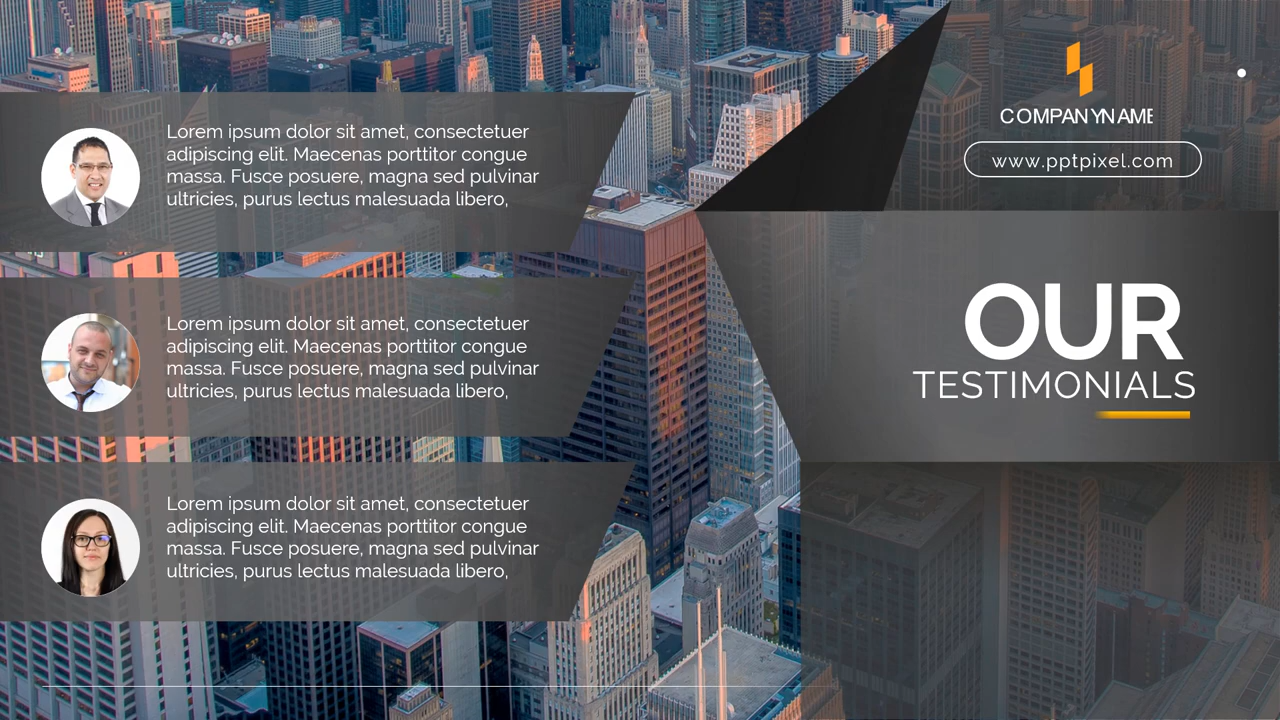 Lorem ipsum dolor sit amet, consectetuer
adipiscing elit. Maecenas porttitor congue
massa. Fusce posuere, magna sed pulvinar
ultricies, purus lectus malesuada libero,
Lorem ipsum dolor sit amet, consectetuer
adipiscing elit. Maecenas porttitor congue
massa. Fusce posuere, magna sed pulvinar
ultricies, purus lectus malesuada libero,
Lorem ipsum dolor sit amet, consectetuer
adipiscing elit. Maecenas porttitor congue
massa. Fusce posuere, magna sed pulvinar
ultricies, purus lectus malesuada libero,
COMPANYNAME
www.pptpixel.com
OUR
TESTIMONIALS